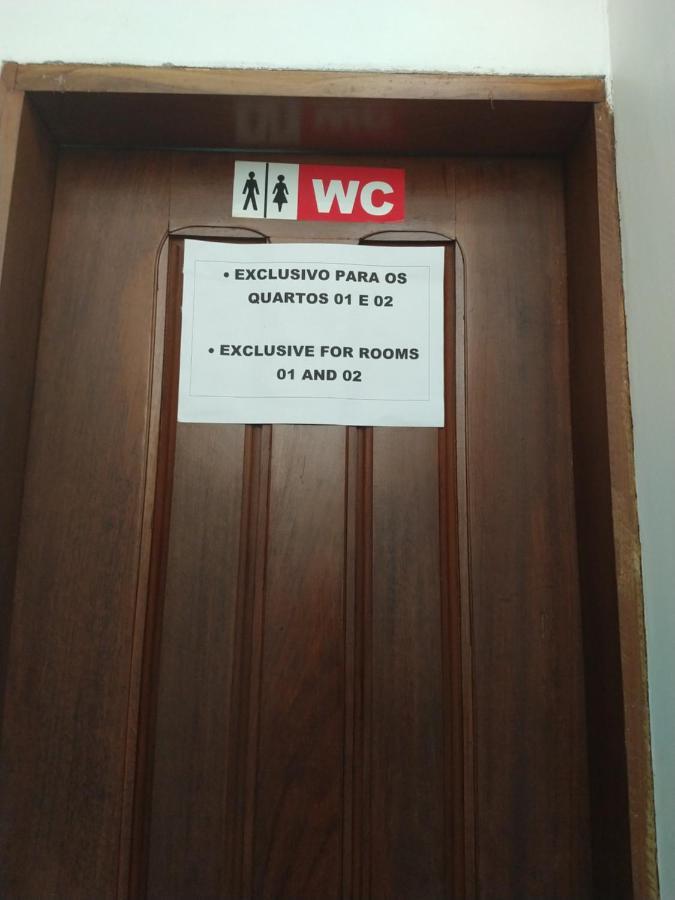 WC
• EXCLUSIVO PARA OS
QUARTOS 01 E 02
• EXCLUSIVE FOR ROOMS
01 AND 02